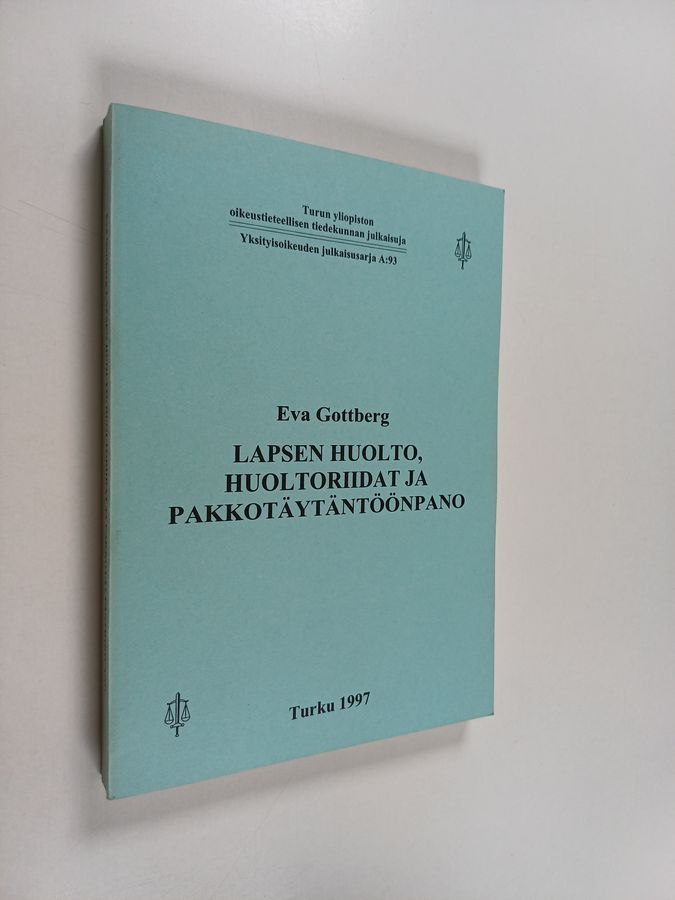 Turun yliopiston
oikeustieteellisen tiedekunnan julkaisuja
Yksityisoikeuden julkaisusarja A:93
Eva Gottberg
LAPSEN HUOLTO,
HUOLTORIIDAT JA
PAKKOTÄYTÄNTÖÖNPANO
Turku 1997